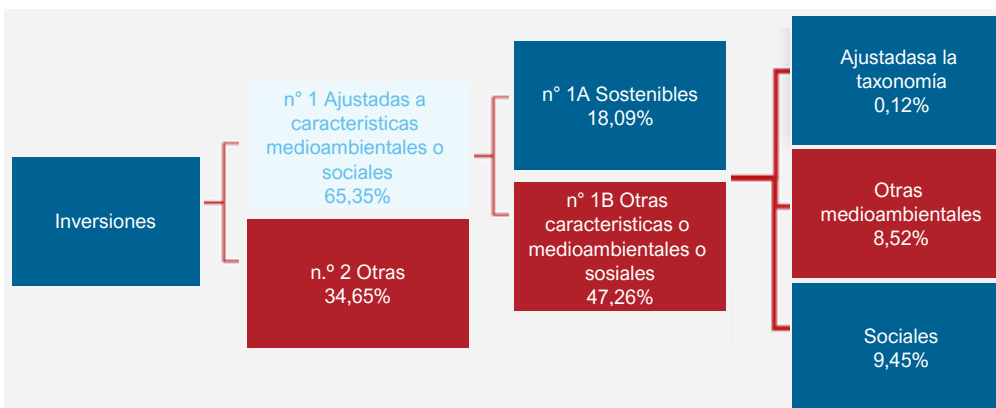 Inversiones
n° 1 Ajustadas a
caracteristicas
medioambientales o
sociales
65,35%
n.º 2 Otras
34,65%
n° 1A Sostenibles
18,09%
n° 1B Otras
caracteristicas o
medioambientales o
sosiales
47,26%
Ajustadasa la
taxonomía
0,12%
Otras
medioambientales
8,52%
Sociales
9,45%